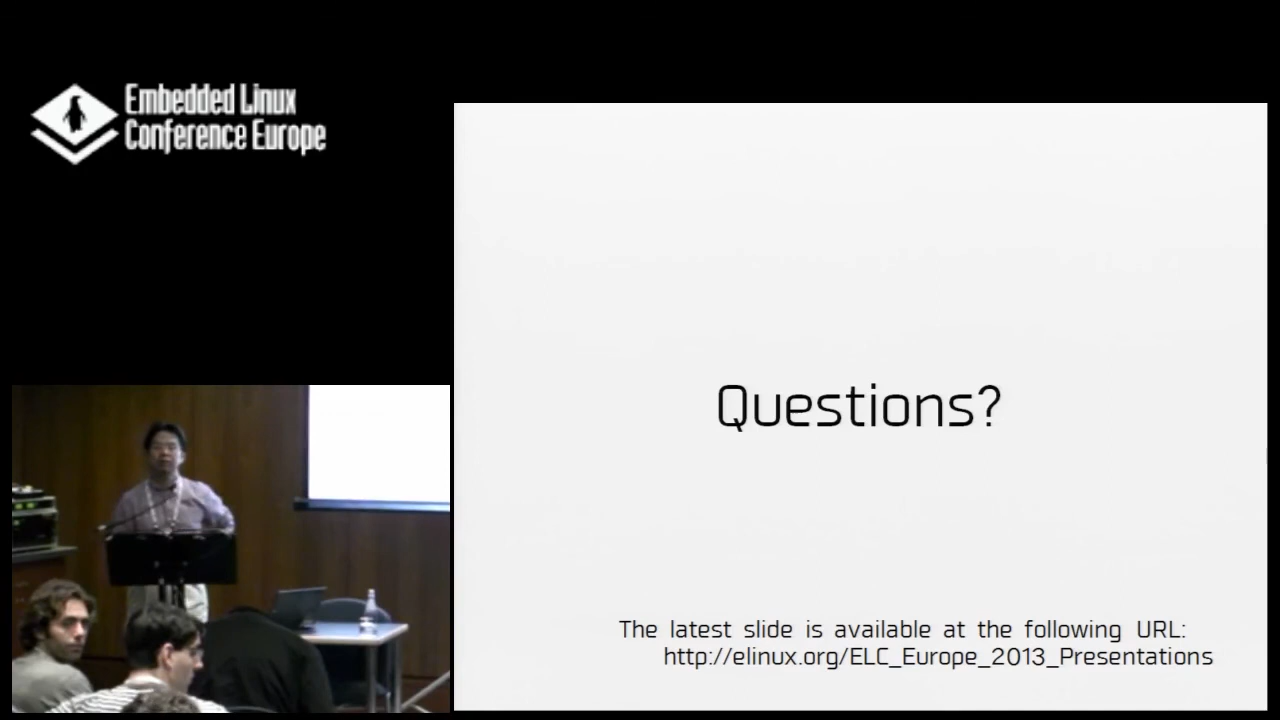 Embedded Linux
Conference Europe
Questions?
The latest slide is available at the following URL:
http://elinux.org/ELC_Europe_2013_Presentations